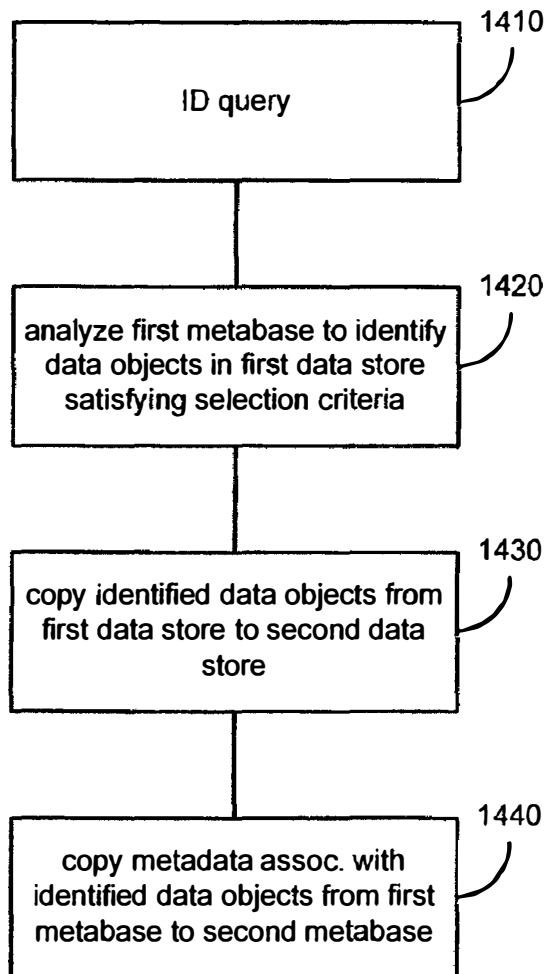 1410
ID query
1420
analyze first metabase to identify
data objects in first data store
satisfying selection criteria
1430
copy identified data objects from
first data store to second data
store
1440
copy metadata assoc. with
identified data objects from first
metabase to second metabase